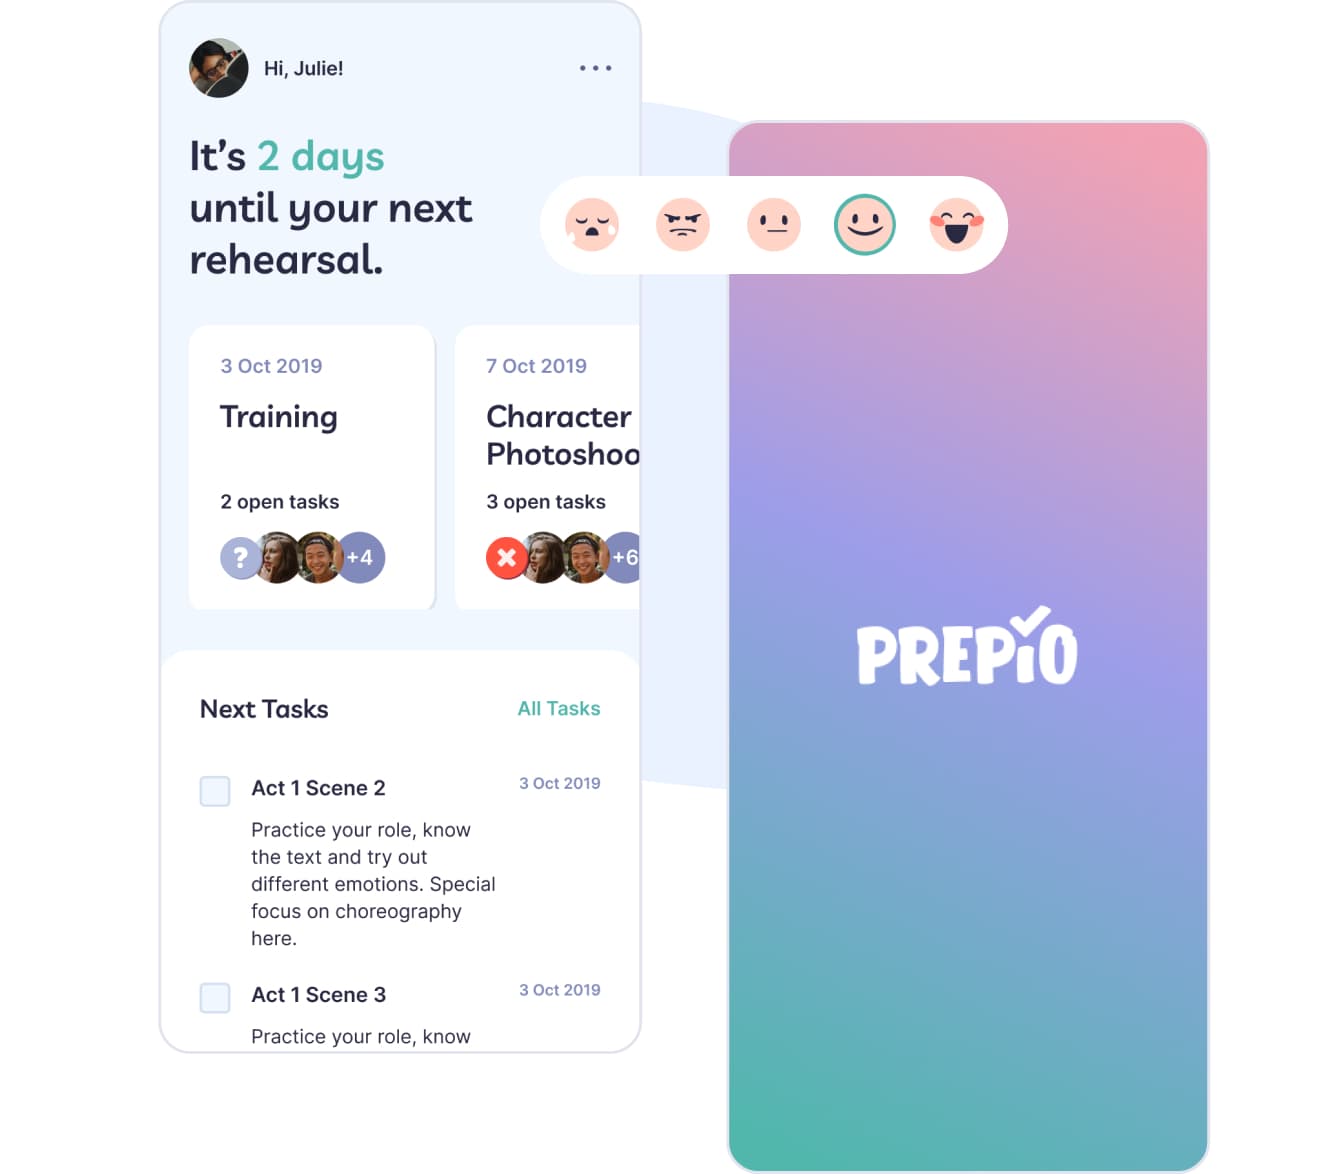 Hi, Julie!
It’s 2 days
until your next
rehearsal.
3 Oct 2019
Training
2 open tasks
?
+4
7 Oct 2019
Character
Photoshoo
3 open tasks
+6
Next Tasks
All Tasks
Act 1 Scene 2
3 Oct 2019
Practice your role, know
the text and try out
different emotions. Special
focus on choreography
here.
Act 1 Scene 3
3 Oct 2019
Practice your role, know
PREPiO